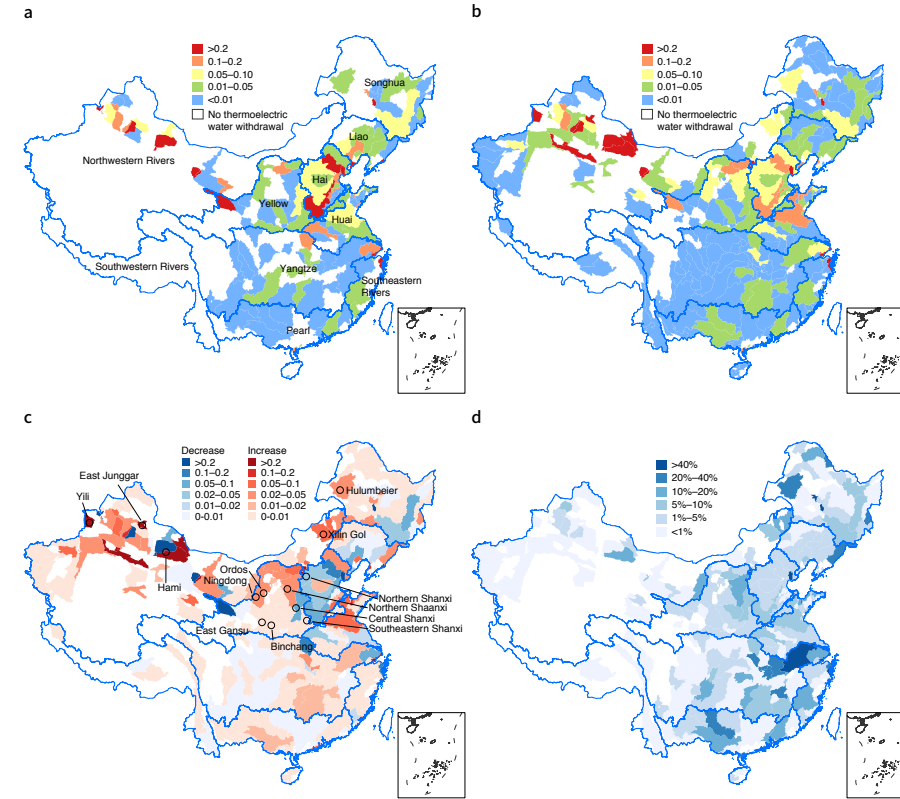 a
>0.2
0.1–0.2
0.05–0.10
0.01–0.05
<0.01
No thermoelectric
water withdrawal
Songhua
Liao
Northwestern Rivers
Hai
Yellow
Huai
Southwestern Rivers
Yangtze
Southeastern
Rivers
Pearl
b
>0.2
0.1–0.2
0.05–0.10
0.01–0.05
<0.01
No thermoelectric
water withdrawal
c
Decrease
>0.2
0.1–0.2
0.05–0.1
0.02–0.05
0.01–0.02
0-0.01
Increase
>0.2
0.1–0.2
0.05–0.1
0.02–0.05
0.01–0.02
0-0.01
East Junggar
Yili
Hulumbeier
Xilin Gol
Hami
Ordos
Ningdong
Northern Shanxi
Northern Shaanxi
Central Shanxi
Southeastern Shanxi
East Gansu
Binchang
d
>40%
20%–40%
10%–20%
5%–10%
1%–5%
<1%